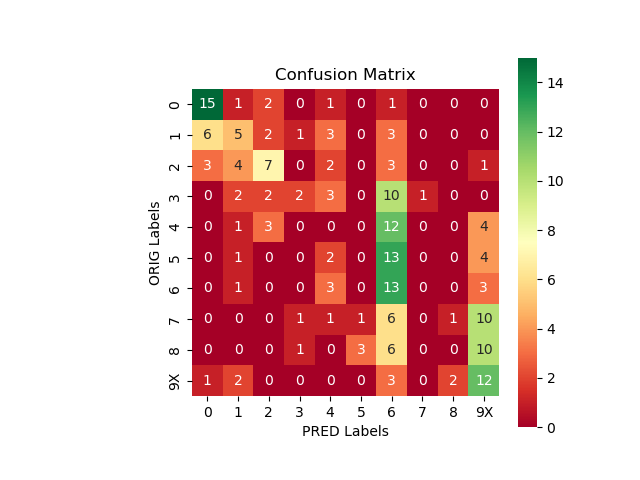 Confusion Matrix
0 15 1 2 0 1 0 1 0 0 0
1 6 5 2 1 3 0 3 0 0 0
2 3 4 7 0 2 0 3 0 0 1
3 0 2 2 2 3 0 10 1 0 0
4 0 1 3 0 0 0 12 0 0 4
5 0 1 0 0 2 0 13 0 0 4
6 0 1 0 0 3 0 13 0 0 3
7 0 0 0 1 1 1 6 0 1 10
8 0 0 0 1 0 3 6 0 0 10
9X 1 2 0 0 0 0 3 0 2 12
0 1 2 3 4 5 6 7 8 9X
PRED Labels
ORIG Labels
14
12
10
8
6
4
2
0